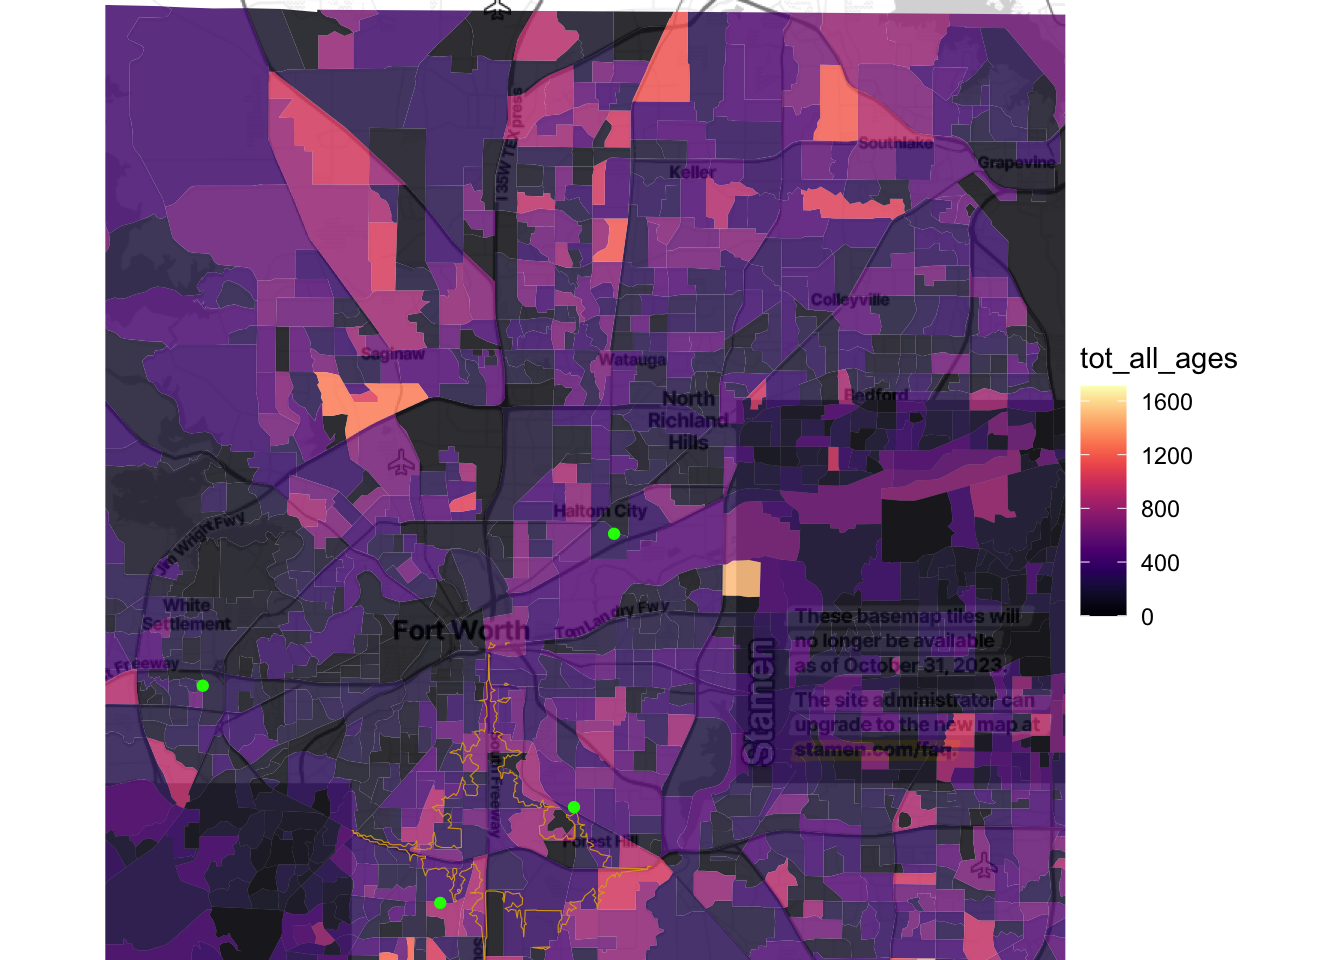 I 35W TEXpress
Southlake
Grapevine
Keller
Colleyville
Saginaw
Watauga
North
Richland
Hills
Bedford
Haltom City
Jim Wright Fwy
White
Settlement
Fort Worth
Tom Landry Fwy
Freeway
South Freeway
Forest Hill
Stamen
These basemap tiles will
no longer be available
as of October 31, 2023.
The site administrator can
upgrade to the new map at
stamen.com/faq.
tot_all_ages
1600
1200
800
400
0